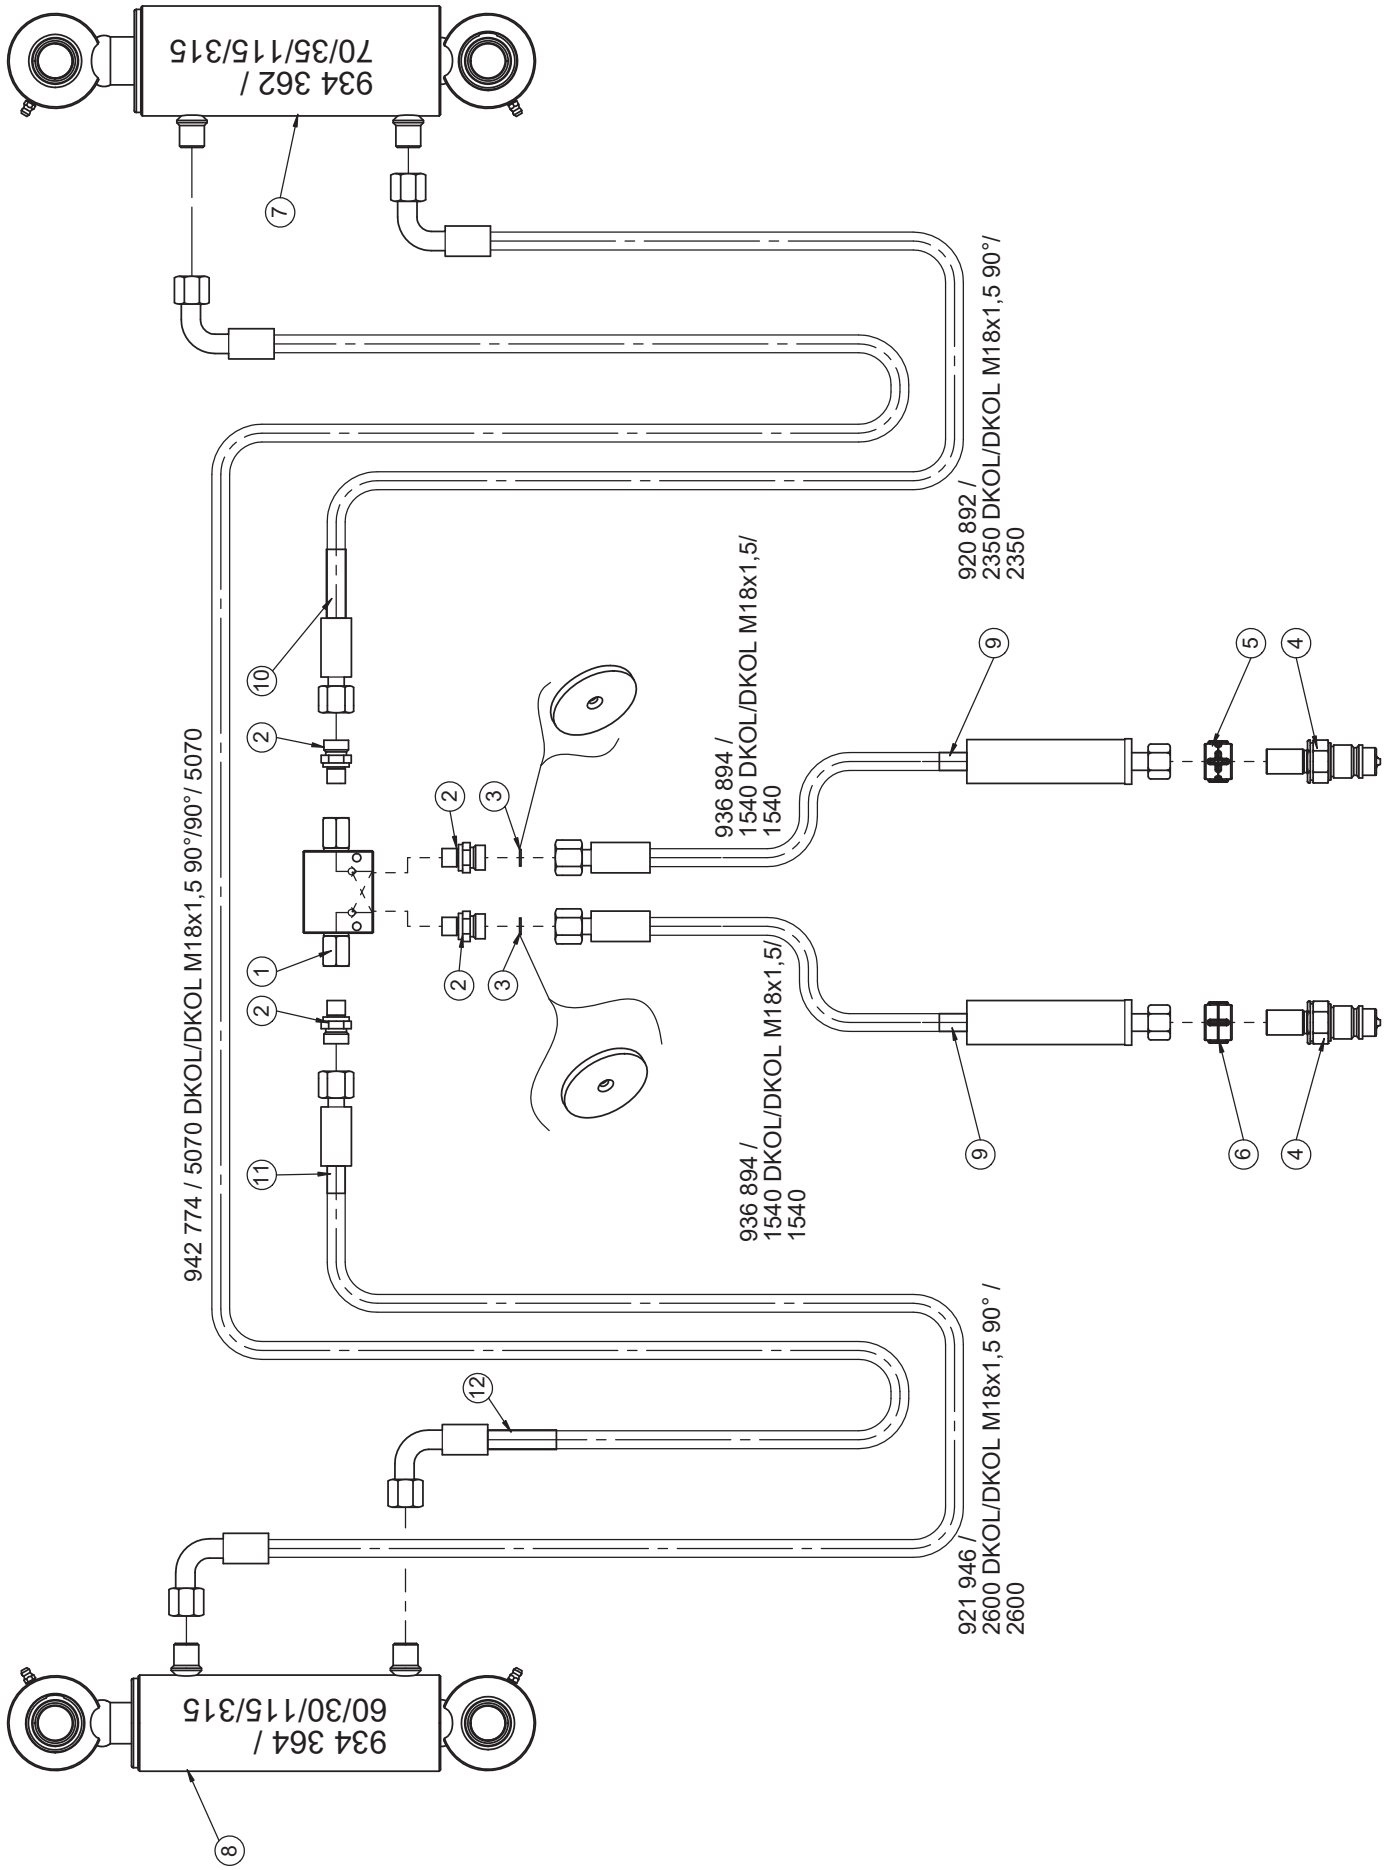 942 774 / 5070 DKOL/DKOL M18x1,5 90°/90°/ 5070
934 364 /
60/30/115/315
934 362 /
70/35/115/315
8
11
2
1
2
10
7
12
2
3
2
3
936 894 /
1540 DKOL/DKOL M18x1,5/
1540
936 894 /
1540 DKOL/DKOL M18x1,5/
1540
921 946 /
2600 DKOL/DKOL M18x1,5 90° /
2600
920 892 /
2350 DKOL/DKOL M18x1,5 90°/
2350
9
9
6
5
4
4